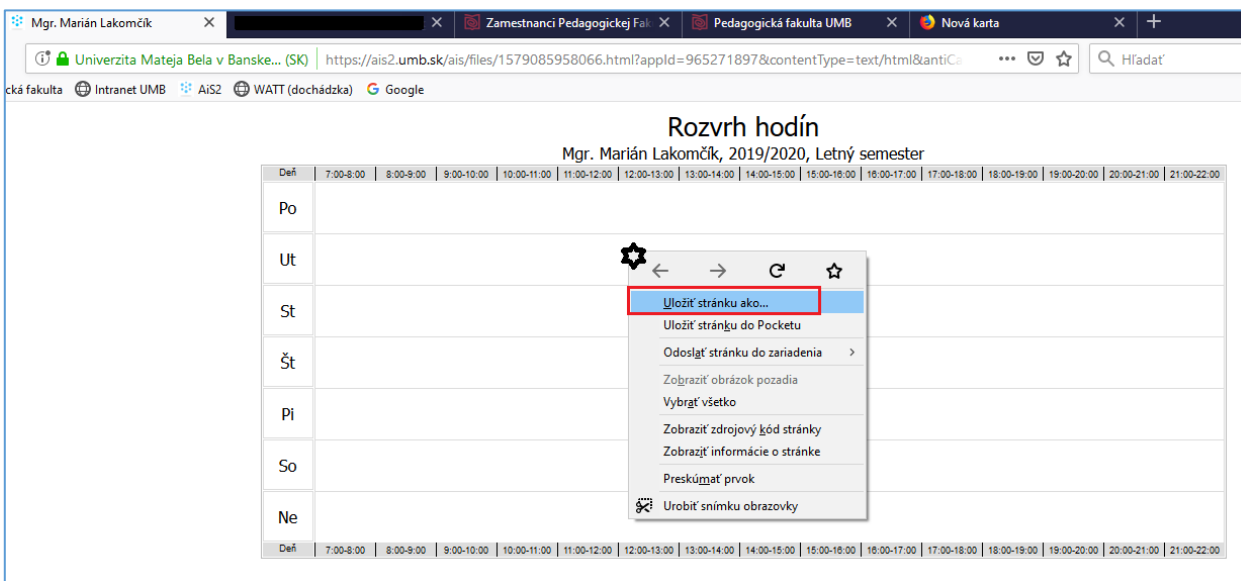 Mgr. Marián Lakomčík
Zamestnanci Pedagogickej Fak
Pedagogická fakulta UMB
Nová karta
Univerzita Mateja Bela v Banske... (SK)
https://ais2.umb.sk/ais/files/1579085958066.html?appId=965271897&contentType=text/html&antiCa
Hľadať
cká fakulta
Intranet UMB
AiS2
WATT (dochádzka)
Google
Rozvrh hodín
Mgr. Marián Lakomčík, 2019/2020, Letný semester
Deň 7:00-8:00 8:00-9:00 9:00-10:00 10:00-11:00 11:00-12:00 12:00-13:00 13:00-14:00 14:00-15:00 15:00-16:00 16:00-17:00 17:00-18:00 18:00-19:00 19:00-20:00 20:00-21:00 21:00-22:00
Po
Ut
St
Št
Pi
So
Ne
Uložiť stránku ako...
Uložiť stránku do Pocketu
Odoslať stránku do zariadenia
Zobraziť obrázok pozadia
Vybrať všetko
Zobraziť zdrojový kód stránky
Zobraziť informácie o stránke
Preskúmať prvok
Urobiť snímku obrazovky
Deň 7:00-8:00 8:00-9:00 9:00-10:00 10:00-11:00 11:00-12:00 12:00-13:00 13:00-14:00 14:00-15:00 15:00-16:00 16:00-17:00 17:00-18:00 18:00-19:00 19:00-20:00 20:00-21:00 21:00-22:00